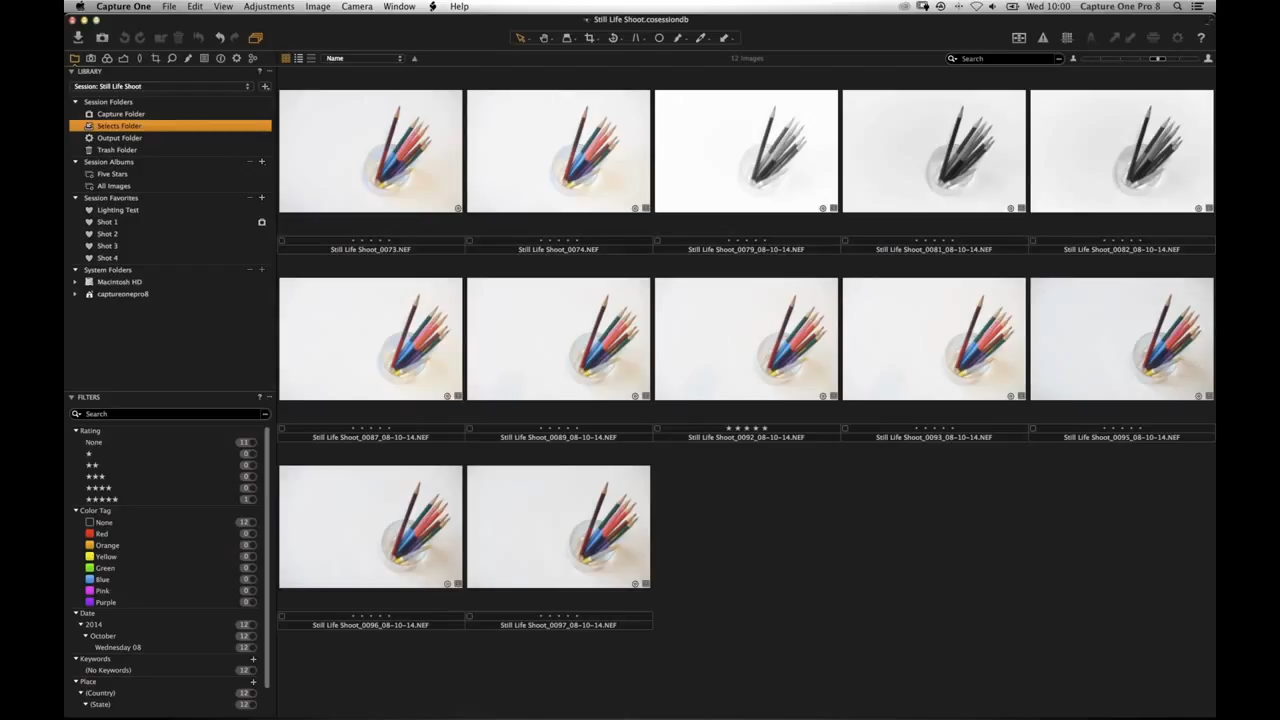 Capture One File Edit View Adjustments Image Camera Window Help Wed 10:00 Capture One Pro 8
Still Life Shoot.cosessiondb
Name 12 Images Search
LIBRARY
Session: Still Life Shoot
Session Folders
Capture Folder
Selects Folder
Output Folder
Trash Folder
Session Albums
Five Stars
All Images
Session Favorites
Lighting Test
Shot 1
Shot 2
Shot 3
Shot 4
System Folders
Macintosh HD
captureonepro8
FILTERS
Search
Rating
None 11
★ 0
★★ 0
★★★ 0
★★★★ 0
★★★★★ 1
Color Tag
None 12
Red 0
Orange 0
Yellow 0
Green 0
Blue 0
Pink 0
Purple 0
Date
2014 12
October 12
Wednesday 08 12
Keywords
(No Keywords) 12
Place
(Country) 12
(State) 12
Still Life Shoot_0073.NEF Still Life Shoot_0074.NEF Still Life Shoot_0079_08-10-14.NEF Still Life Shoot_0081_08-10-14.NEF Still Life Shoot_0082_08-10-14.NEF
★★★★★
Still Life Shoot_0087_08-10-14.NEF Still Life Shoot_0089_08-10-14.NEF Still Life Shoot_0092_08-10-14.NEF Still Life Shoot_0093_08-10-14.NEF Still Life Shoot_0095_08-10-14.NEF
Still Life Shoot_0096_08-10-14.NEF Still Life Shoot_0097_08-10-14.NEF